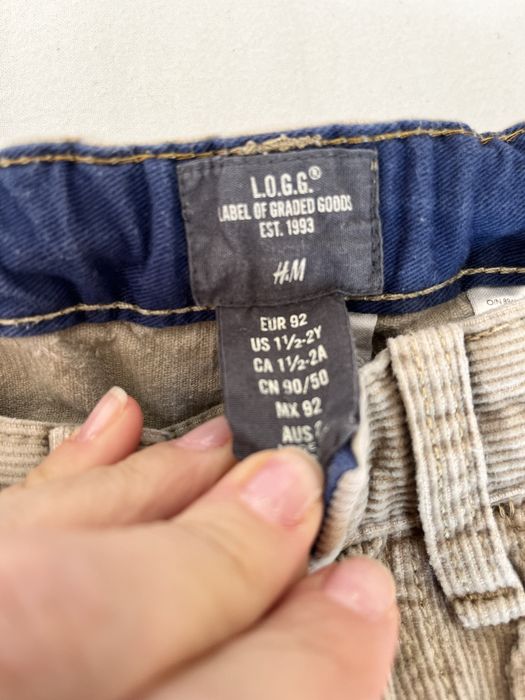 L.O.G.G.®
LABEL OF GRADED GOODS
EST. 1993
H&M
EUR 92
US 1½-2Y
CA 1½-2A
CN 90/50
MX 92
AUS
O/N